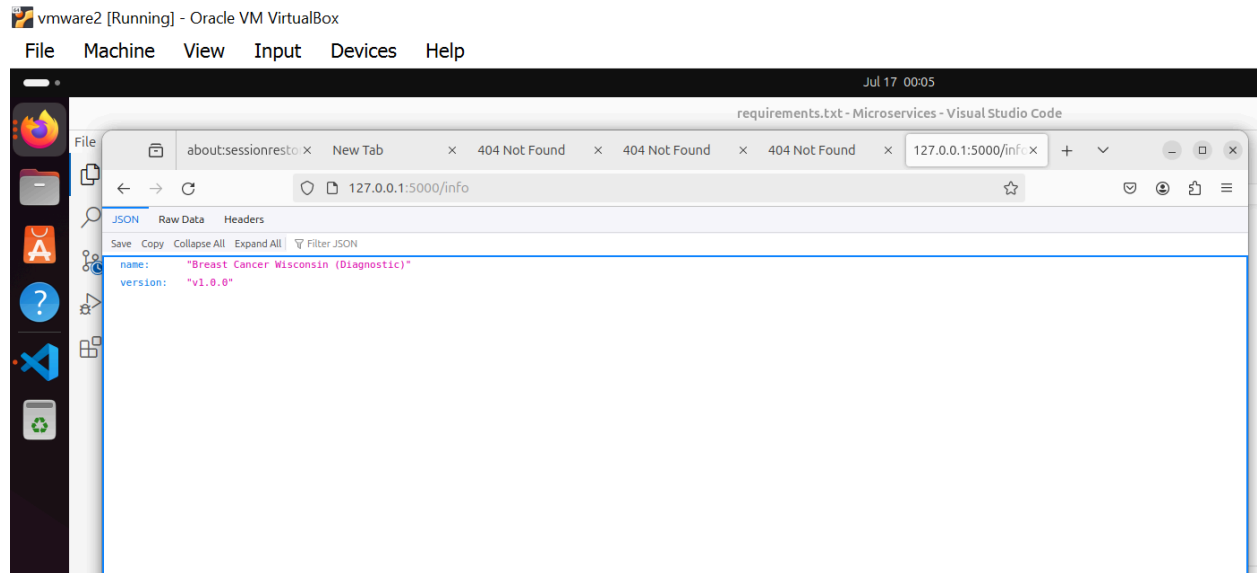 vmware2 [Running] - Oracle VM VirtualBox
File Machine View Input Devices Help
Jul 17 00:05
requirements.txt - Microservices - Visual Studio Code
File
about:sessionresto New Tab 404 Not Found 404 Not Found 404 Not Found 127.0.0.1:5000/info
127.0.0.1:5000/info
JSON Raw Data Headers
Save Copy Collapse All Expand All Filter JSON
name: "Breast Cancer Wisconsin (Diagnostic)"
version: "v1.0.0"